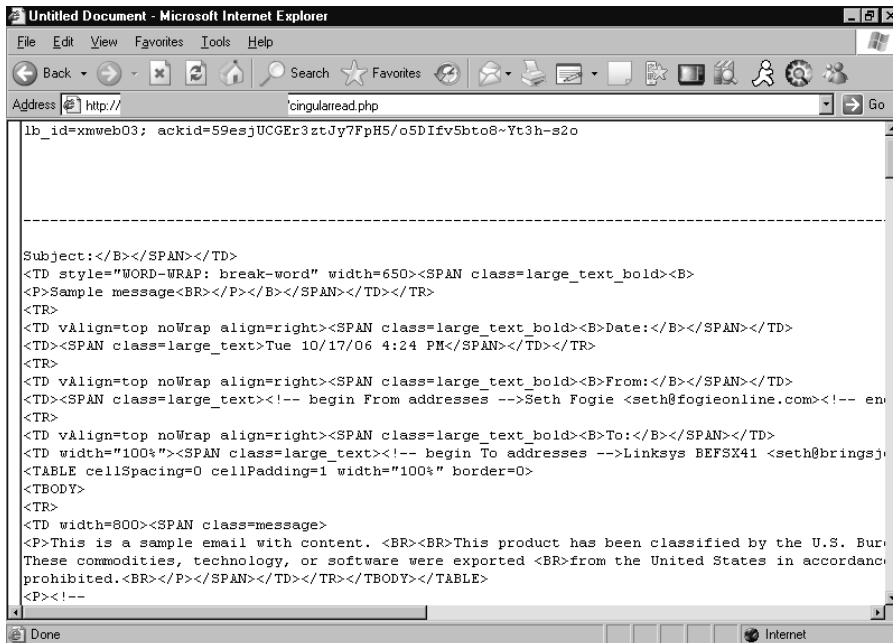 Untitled Document - Microsoft Internet Explorer
File Edit View Favorites Tools Help
Back Search Favorites
Address http:// 'cingularread.php Go
lb_id=xmweb03; ackid=59esjUCGEr3ztJy7FpH5/o5DIfv5bto8~Yt3h-s2o
--------------------------------------------------------------------------------
Subject:</B></SPAN></TD>
<TD style="WORD-WRAP: break-word" width=650><SPAN class=large_text_bold><B>
<P>Sample message<BR></P></B></SPAN></TD></TR>
<TR>
<TD vAlign=top noWrap align=right><SPAN class=large_text_bold><B>Date:</B></SPAN></TD>
<TD><SPAN class=large_text>Tue 10/17/06 4:24 PM</SPAN></TD></TR>
<TR>
<TD vAlign=top noWrap align=right><SPAN class=large_text_bold><B>From:</B></SPAN></TD>
<TD><SPAN class=large_text><!-- begin From addresses -->Seth Fogie <seth@fogieonline.com><!-- en
<TR>
<TD vAlign=top noWrap align=right><SPAN class=large_text_bold><B>To:</B></SPAN></TD>
<TD width="100%"><SPAN class=large_text><!-- begin To addresses -->Linksys BEFSX41 <seth@bringsj
<TABLE cellSpacing=0 cellPadding=1 width="100%" border=0>
<TBODY>
<TR>
<TD width=800><SPAN class=message>
<P>This is a sample email with content. <BR><BR>This product has been classified by the U.S. Bur
These commodities, technology, or software were exported <BR>from the United States in accordanc
prohibited.<BR></P></SPAN></TD></TR></TBODY></TABLE>
<P><!--
Done Internet